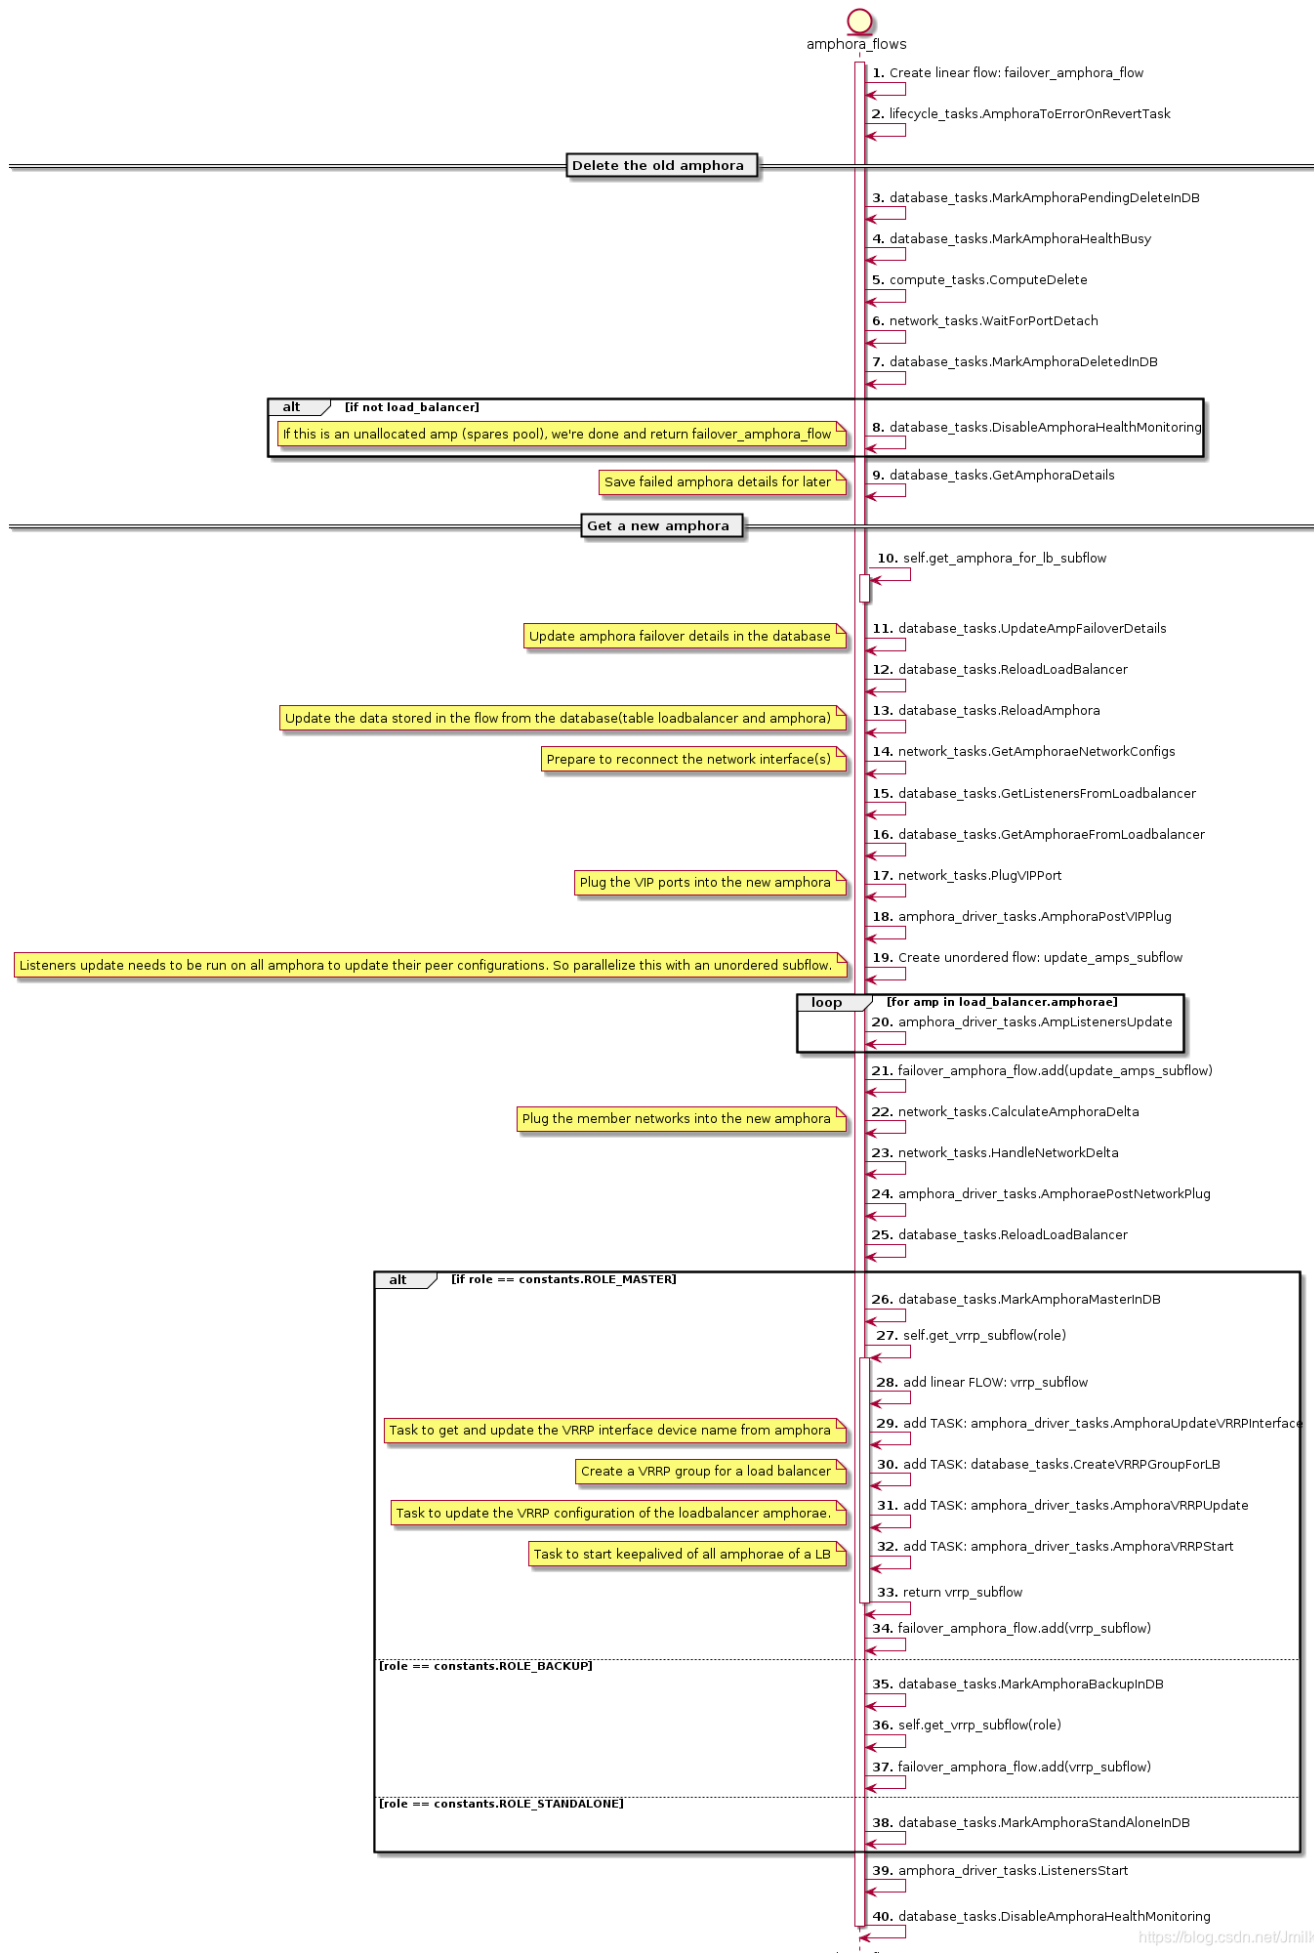 amphora_flows
1. Create linear flow: failover_amphora_flow
2. lifecycle_tasks.AmphoraToErrorOnRevertTask
Delete the old amphora
3. database_tasks.MarkAmphoraPendingDeleteInDB
4. database_tasks.MarkAmphoraHealthBusy
5. compute_tasks.ComputeDelete
6. network_tasks.WaitForPortDetach
7. database_tasks.MarkAmphoraDeletedInDB
alt [if not load_balancer]
If this is an unallocated amp (spares pool), we're done and return failover_amphora_flow
8. database_tasks.DisableAmphoraHealthMonitoring
Save failed amphora details for later
9. database_tasks.GetAmphoraDetails
Get a new amphora
10. self.get_amphora_for_lb_subflow
Update amphora failover details in the database
11. database_tasks.UpdateAmpFailoverDetails
12. database_tasks.ReloadLoadBalancer
Update the data stored in the flow from the database(table loadbalancer and amphora)
13. database_tasks.ReloadAmphora
Prepare to reconnect the network interface(s)
14. network_tasks.GetAmphoraeNetworkConfigs
15. database_tasks.GetListenersFromLoadbalancer
16. database_tasks.GetAmphoraeFromLoadbalancer
Plug the VIP ports into the new amphora
17. network_tasks.PlugVIPPort
18. amphora_driver_tasks.AmphoraPostVIPPlug
Listeners update needs to be run on all amphora to update their peer configurations. So parallelize this with an unordered subflow.
19. Create unordered flow: update_amps_subflow
loop [for amp in load_balancer.amphorae]
20. amphora_driver_tasks.AmpListenersUpdate
21. failover_amphora_flow.add(update_amps_subflow)
Plug the member networks into the new amphora
22. network_tasks.CalculateAmphoraDelta
23. network_tasks.HandleNetworkDelta
24. amphora_driver_tasks.AmphoraePostNetworkPlug
25. database_tasks.ReloadLoadBalancer
alt [if role == constants.ROLE_MASTER]
26. database_tasks.MarkAmphoraMasterInDB
27. self.get_vrrp_subflow(role)
28. add linear FLOW: vrrp_subflow
Task to get and update the VRRP interface device name from amphora
29. add TASK: amphora_driver_tasks.AmphoraUpdateVRRPInterface
Create a VRRP group for a load balancer
30. add TASK: database_tasks.CreateVRRPGroupForLB
Task to update the VRRP configuration of the loadbalancer amphorae.
31. add TASK: amphora_driver_tasks.AmphoraVRRPUpdate
Task to start keepalived of all amphorae of a LB
32. add TASK: amphora_driver_tasks.AmphoraVRRPStart
33. return vrrp_subflow
34. failover_amphora_flow.add(vrrp_subflow)
[role == constants.ROLE_BACKUP]
35. database_tasks.MarkAmphoraBackupInDB
36. self.get_vrrp_subflow(role)
37. failover_amphora_flow.add(vrrp_subflow)
[role == constants.ROLE_STANDALONE]
38. database_tasks.MarkAmphoraStandAloneInDB
39. amphora_driver_tasks.ListenersStart
40. database_tasks.DisableAmphoraHealthMonitoring